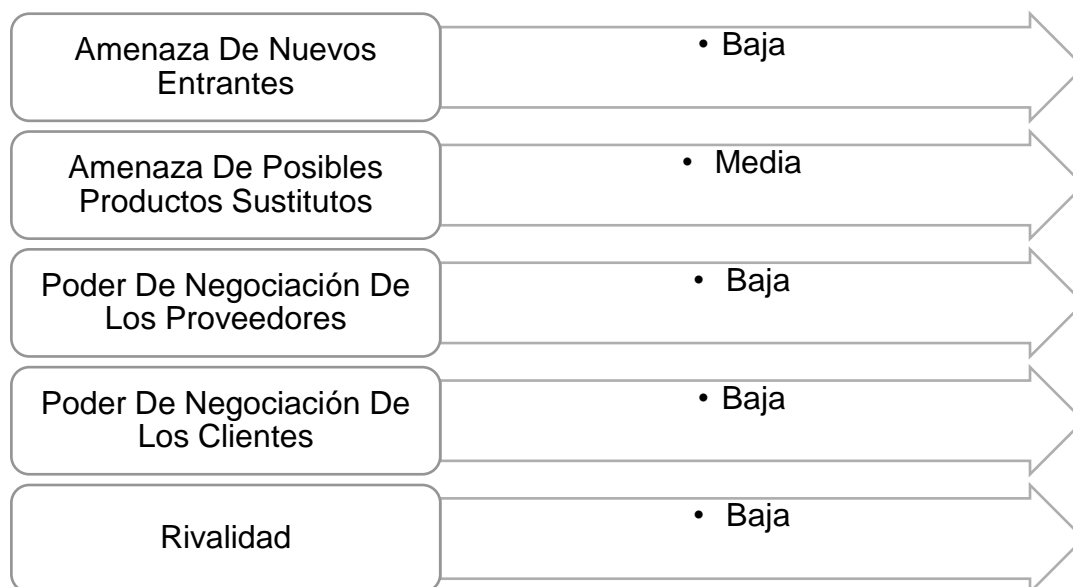 Amenaza De Nuevos
Entrantes
• Baja
Amenaza De Posibles
Productos Sustitutos
• Media
Poder De Negociación De
Los Proveedores
• Baja
Poder De Negociación De
Los Clientes
• Baja
Rivalidad
• Baja